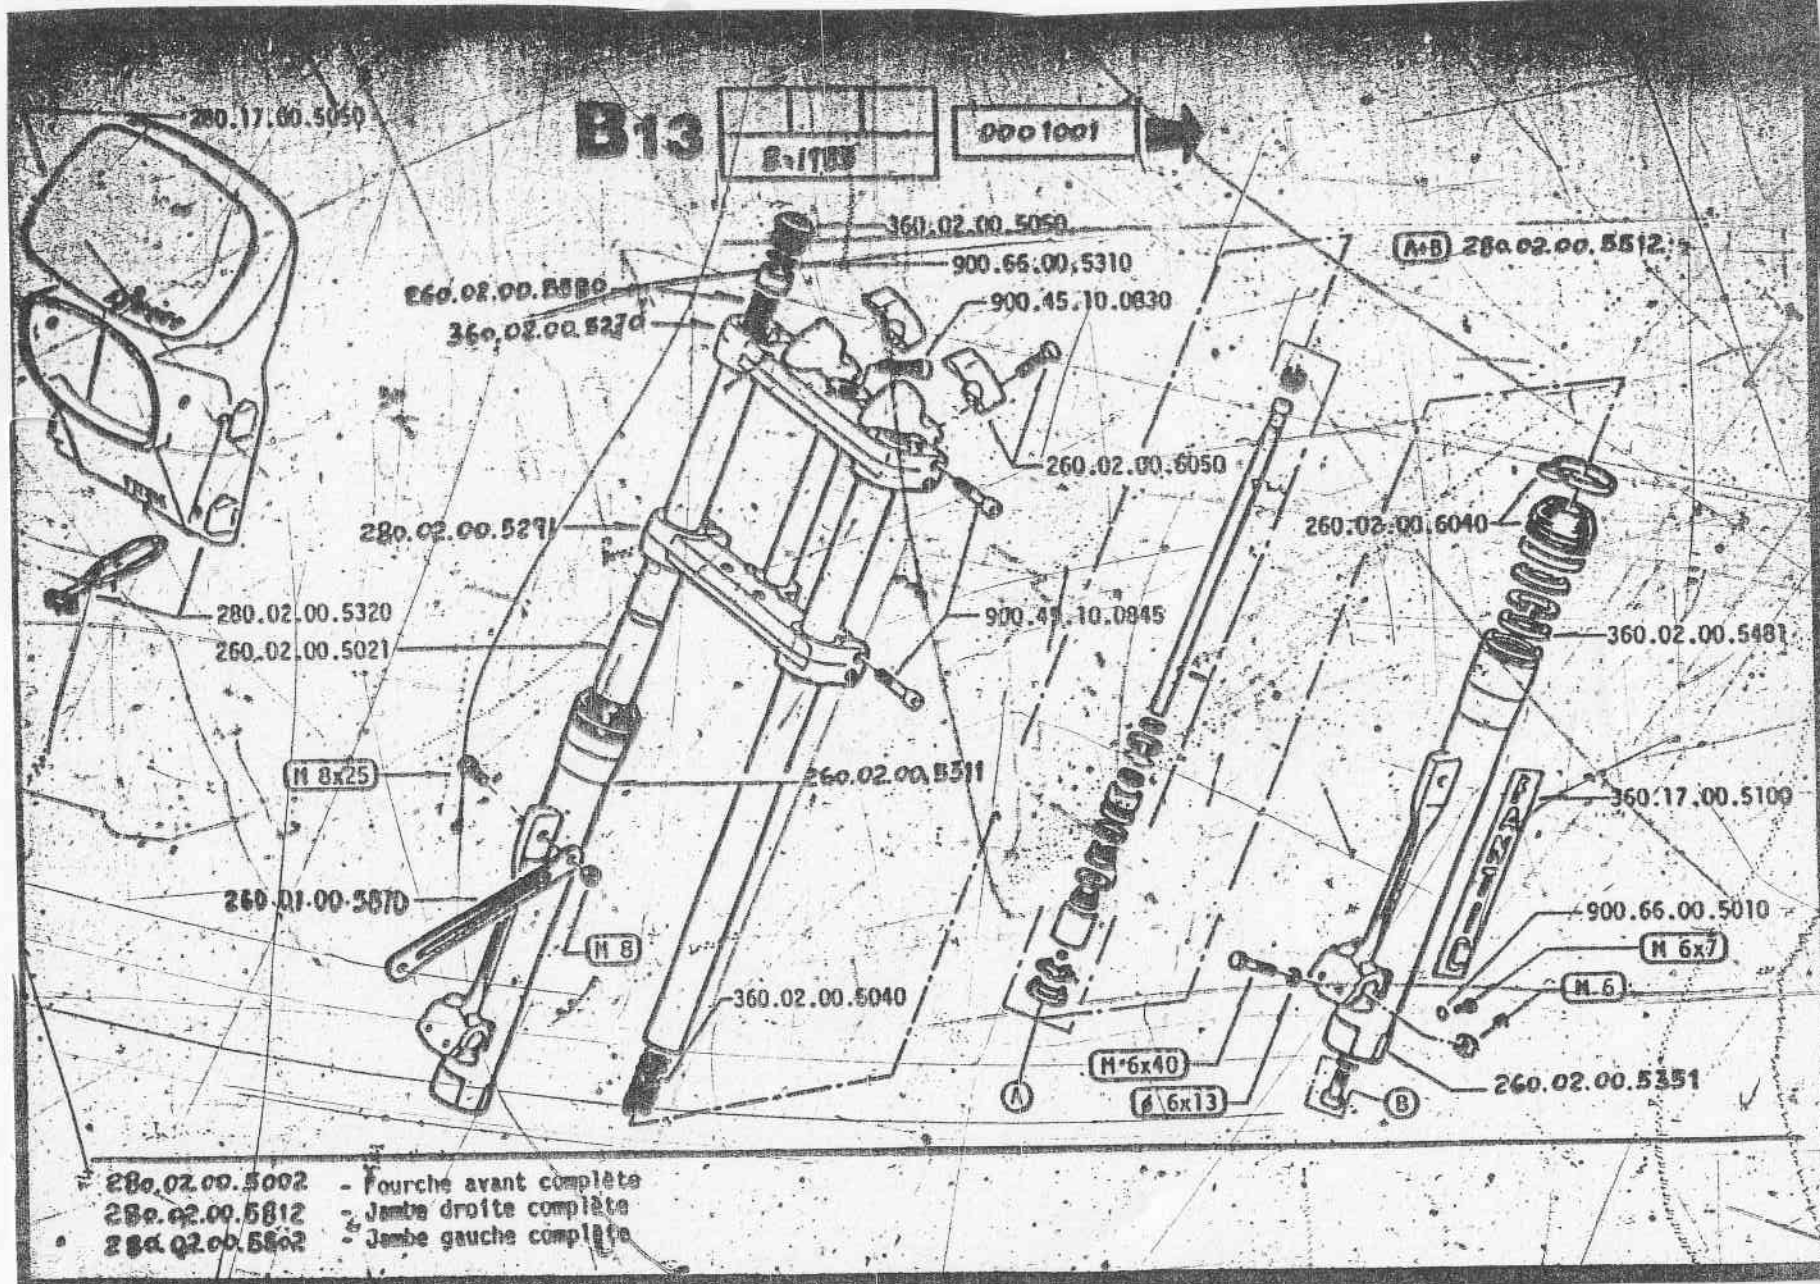 B13
0001001
280.17.00.5050
360.02.00.5050
A+B 280.02.00.5512
900.66.00.5310
260.02.00.5580
900.45.10.0830
360.02.00.5270
260.02.00.6050
280.02.00.5291
260.02.00.6040
280.02.00.5320
900.45.10.0845
260.02.00.5021
360.02.00.5481
M 8x25
260.02.00.5311
360.17.00.5100
FANTIC
260.01.00.5870
900.66.00.5010
M 8
M 6x7
360.02.00.5040
M 6
M 6x40
260.02.00.5351
A
ø 6x13
B
280.02.00.5002 - Fourche avant complète
280.02.00.5812 - Jambe droite complète
280.02.00.5802 - Jambe gauche complète